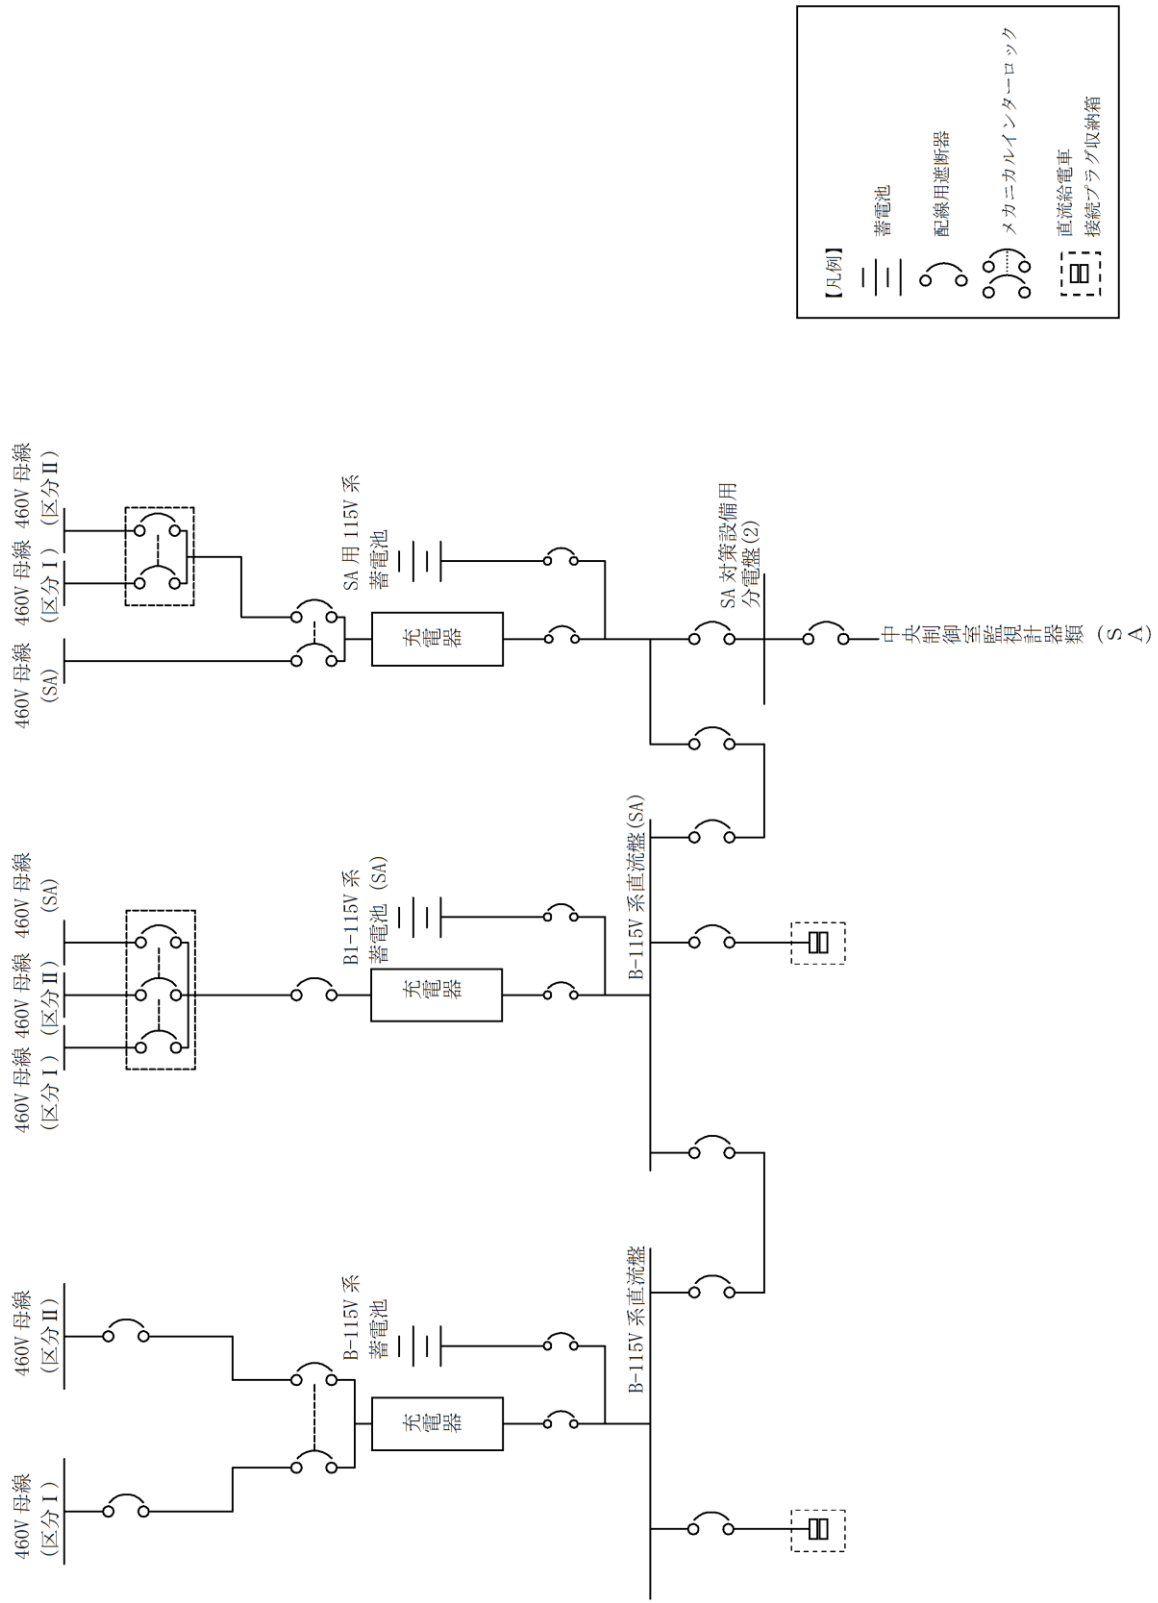 460V 母線
(区分Ⅰ)
460V 母線
(区分Ⅱ)
460V 母線
(区分Ⅰ)
460V 母線
(区分Ⅱ)
460V 母線
(SA)
460V 母線
(SA)
460V 母線
(区分Ⅰ)
460V 母線
(区分Ⅱ)
B-115V 系
蓄電池
B1-115V 系
蓄電池 (SA)
SA 用 115V 系
蓄電池
充電器
充電器
充電器
B-115V 系直流盤
B-115V 系直流盤(SA)
SA 対策設備用
分電盤(2)
中央制御室監視計器類(SA)
【凡例】
蓄電池
配線用遮断器
メカニカルインターロック
直流給電車
接続プラグ収納箱